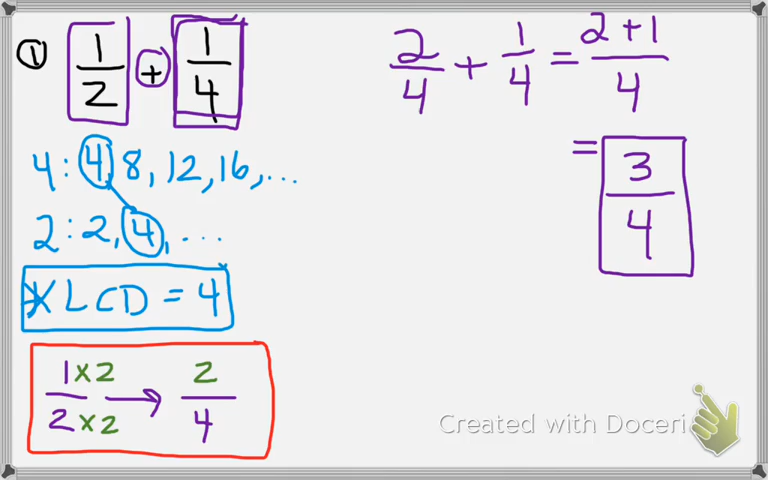 ① 1/2 + 1/4
4: 4, 8, 12, 16, ...
2: 2, 4, ...
* LCD = 4
1 x 2 / 2 x 2 → 2/4
2/4 + 1/4 = 2 + 1 / 4
= 3/4
Created with Doceri